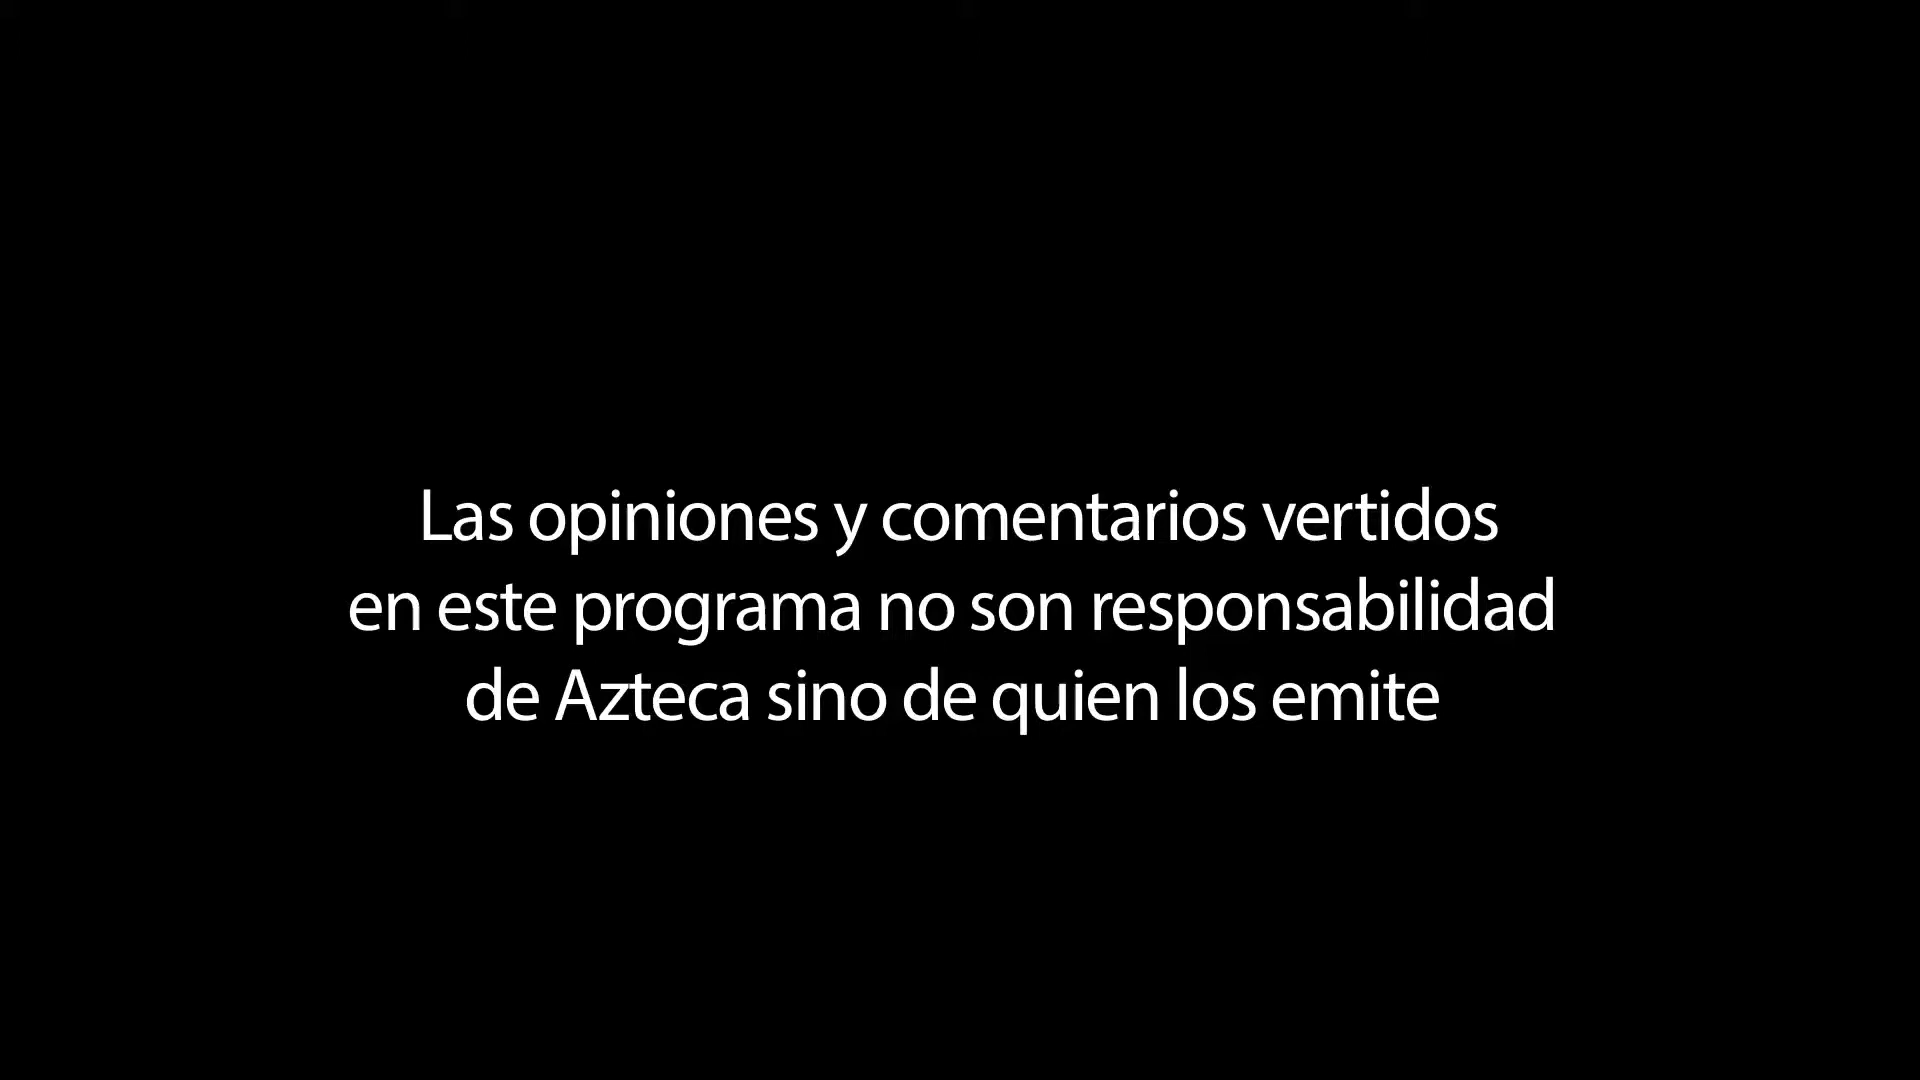 Las opiniones y comentarios vertidos
en este programa no son responsabilidad
de Azteca sino de quien los emite